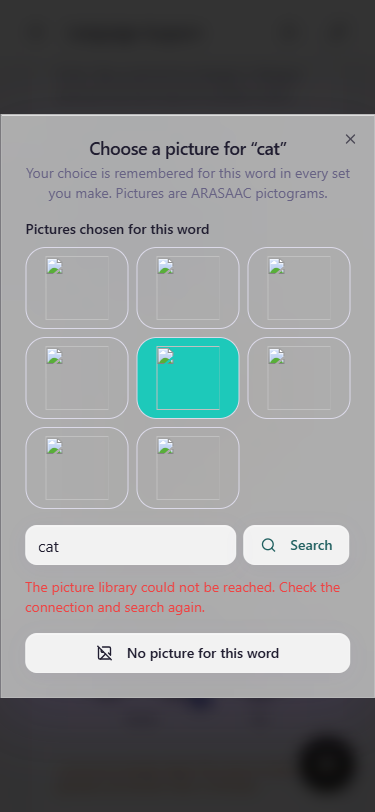 Choose a picture for “cat”
Your choice is remembered for this word in every set
you make. Pictures are ARASAAC pictograms.
Pictures chosen for this word
cat
Search
The picture library could not be reached. Check the
connection and search again.
No picture for this word